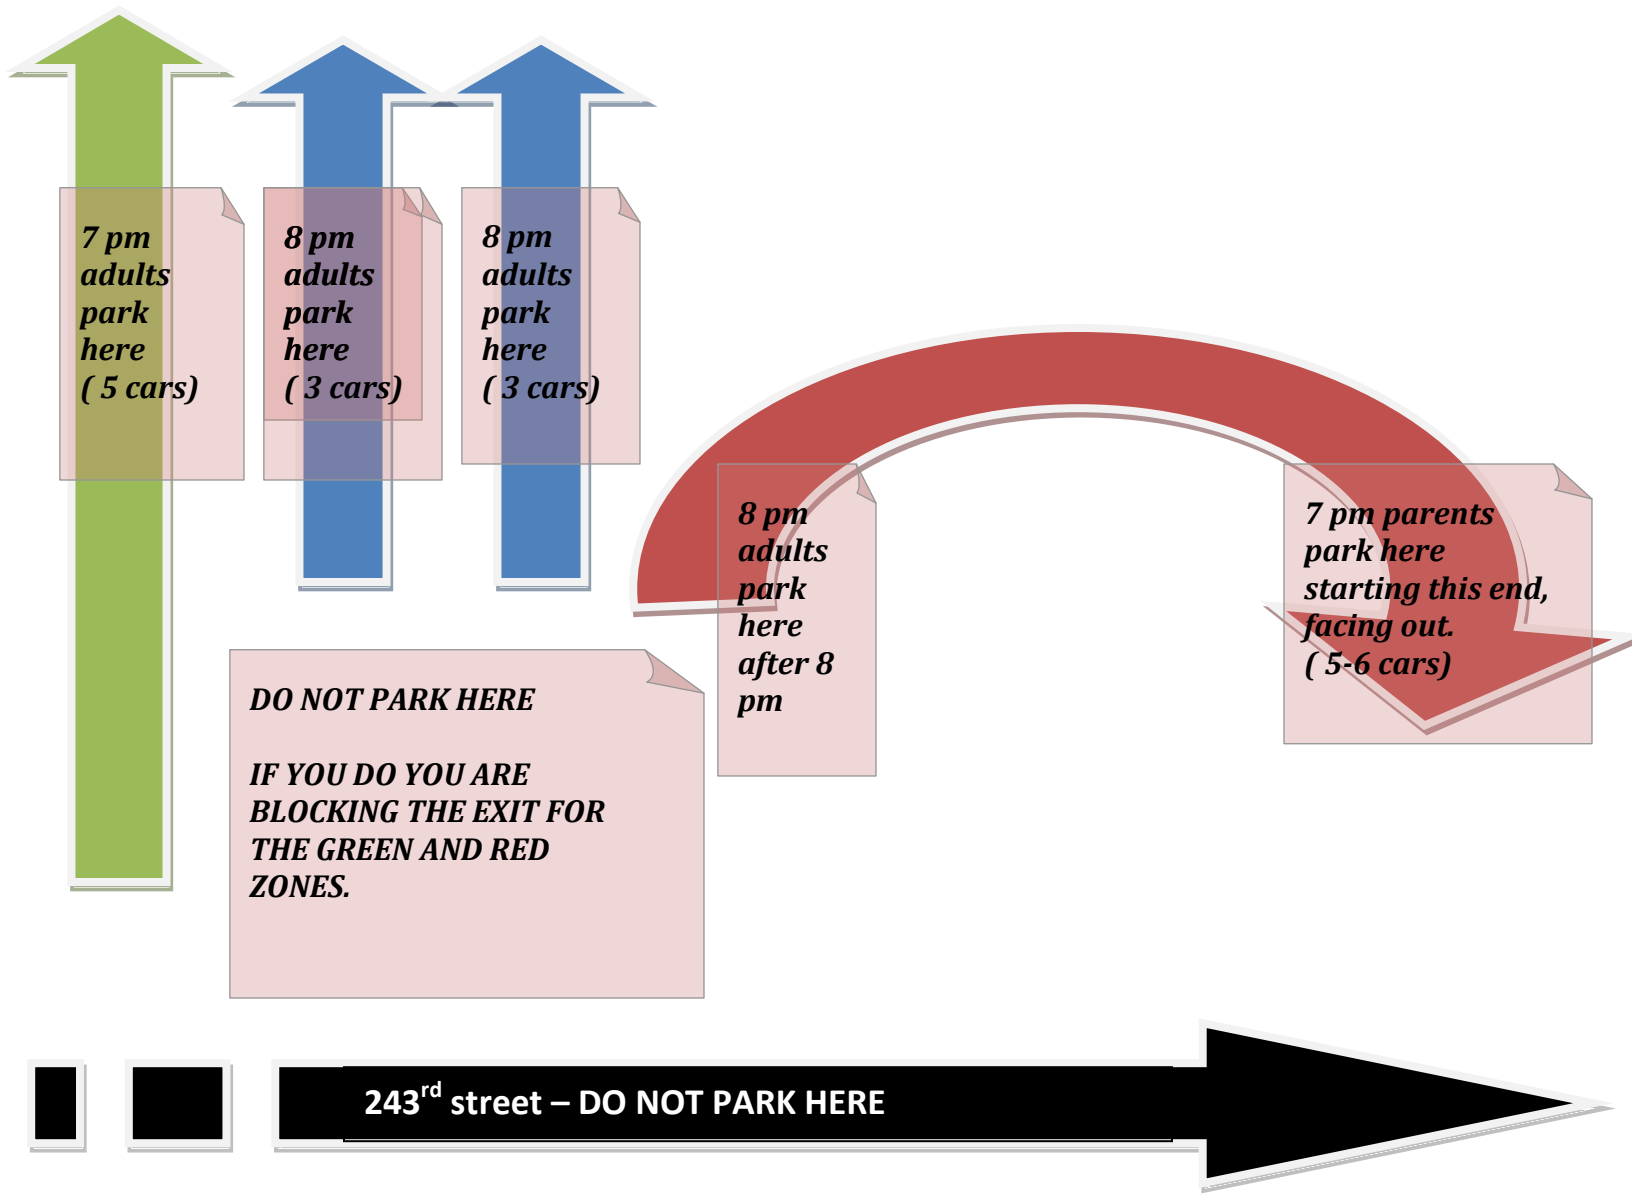 7 pm
adults
park
here
( 5 cars)
8 pm
adults
park
here
( 3 cars)
8 pm
adults
park
here
( 3 cars)
8 pm
adults
park
here
after 8
pm
7 pm parents
park here
starting this end,
facing out.
( 5-6 cars)
DO NOT PARK HERE
IF YOU DO YOU ARE
BLOCKING THE EXIT FOR
THE GREEN AND RED
ZONES.
243rd street – DO NOT PARK HERE